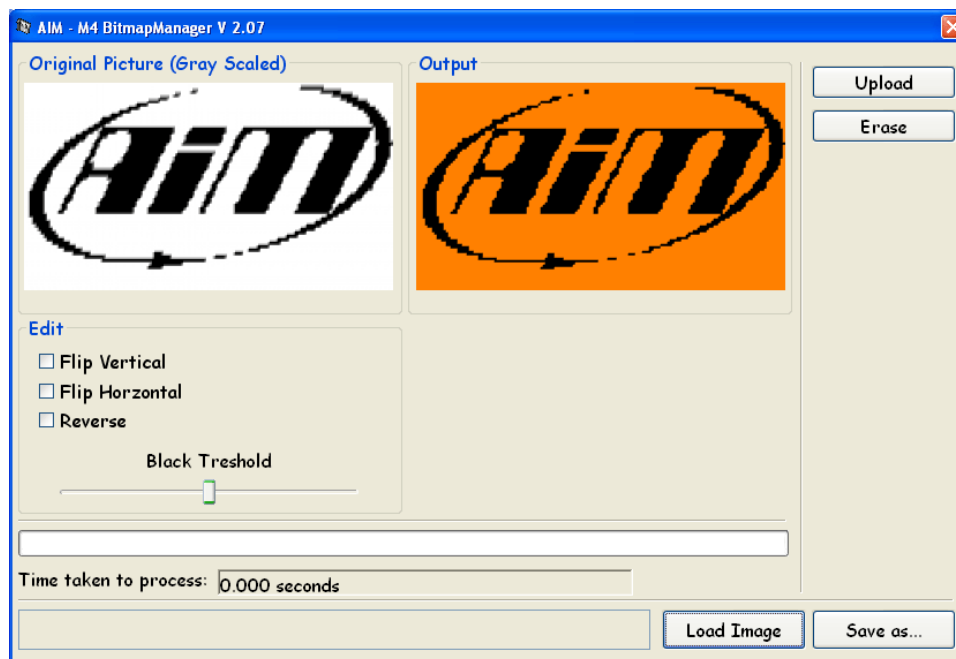 AIM - M4 BitmapManager V 2.07
Original Picture (Gray Scaled)
Output
AiM
AiM
Upload
Erase
Edit
Flip Vertical
Flip Horzontal
Reverse
Black Treshold
Time taken to process: 0.000 seconds
Load Image
Save as...